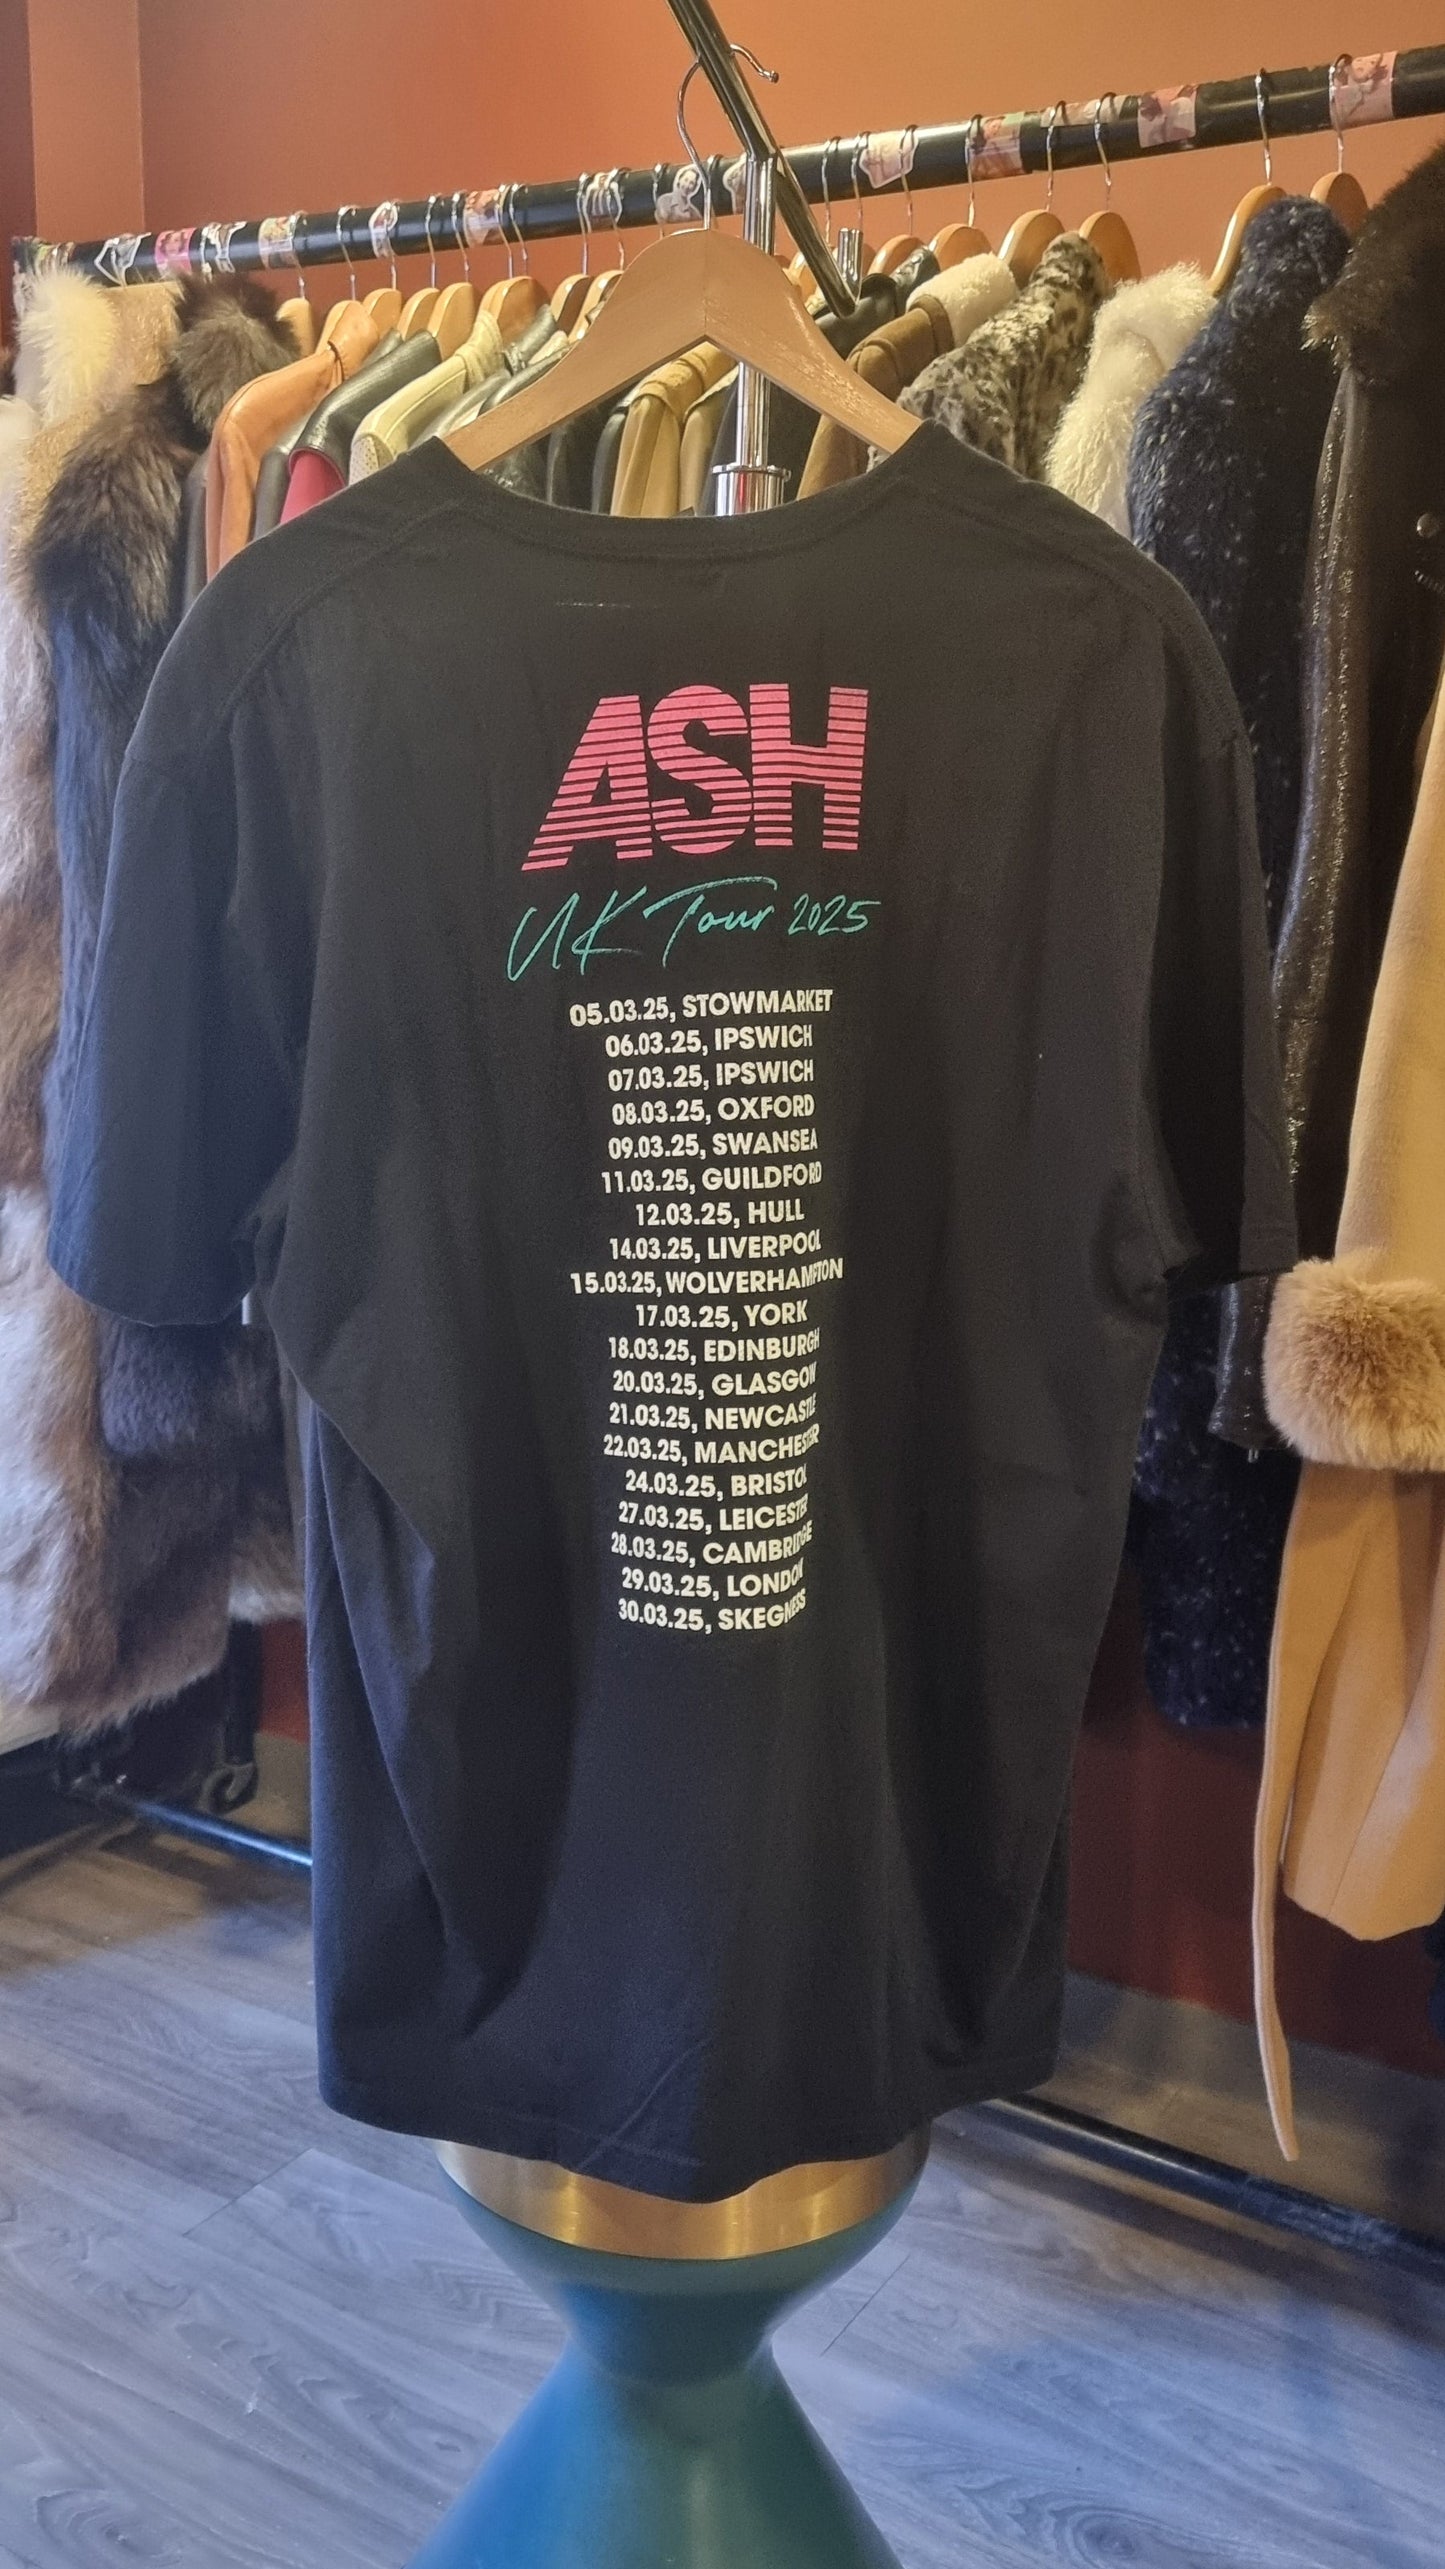 ASH
UK Tour 2025
05.03.25, STOWMARKET
06.03.25, IPSWICH
07.03.25, IPSWICH
08.03.25, OXFORD
09.03.25, SWANSEA
11.03.25, GUILDFORD
12.03.25, HULL
14.03.25, LIVERPOOL
15.03.25, WOLVERHAMPTON
17.03.25, YORK
18.03.25, EDINBURGH
20.03.25, GLASGOW
21.03.25, NEWCASTLE
22.03.25, MANCHESTER
24.03.25, BRISTOL
27.03.25, LEICESTER
28.03.25, CAMBRIDGE
29.03.25, LONDON
30.03.25, SKEGNESS